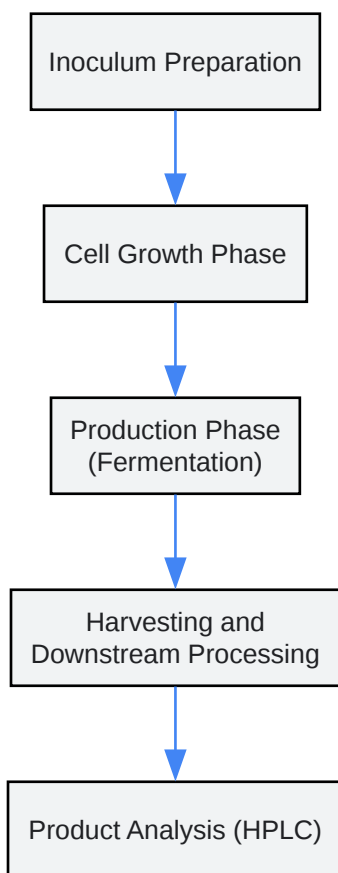 Inoculum Preparation
Cell Growth Phase
Production Phase
(Fermentation)
Harvesting and
Downstream Processing
Product Analysis (HPLC)